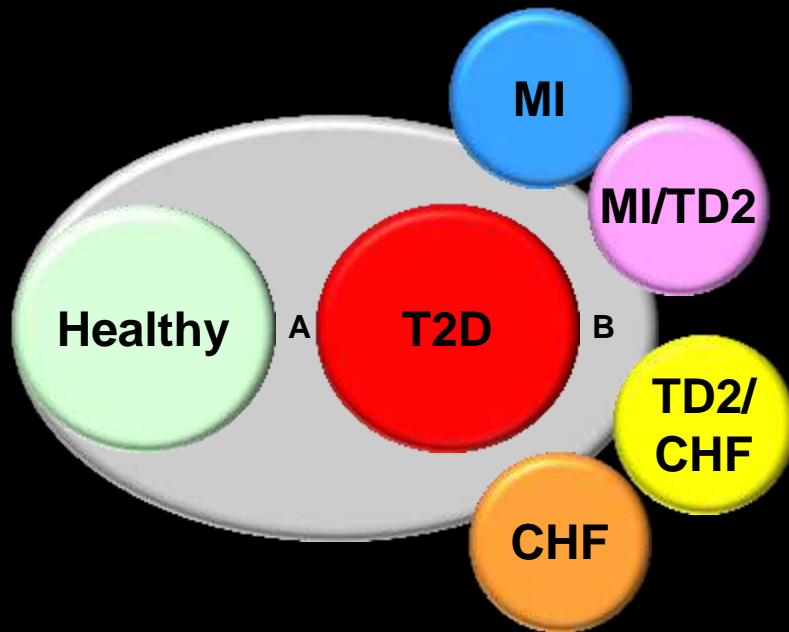 MI
MI/TD2
Healthy
A
T2D
B
TD2/
CHF
CHF